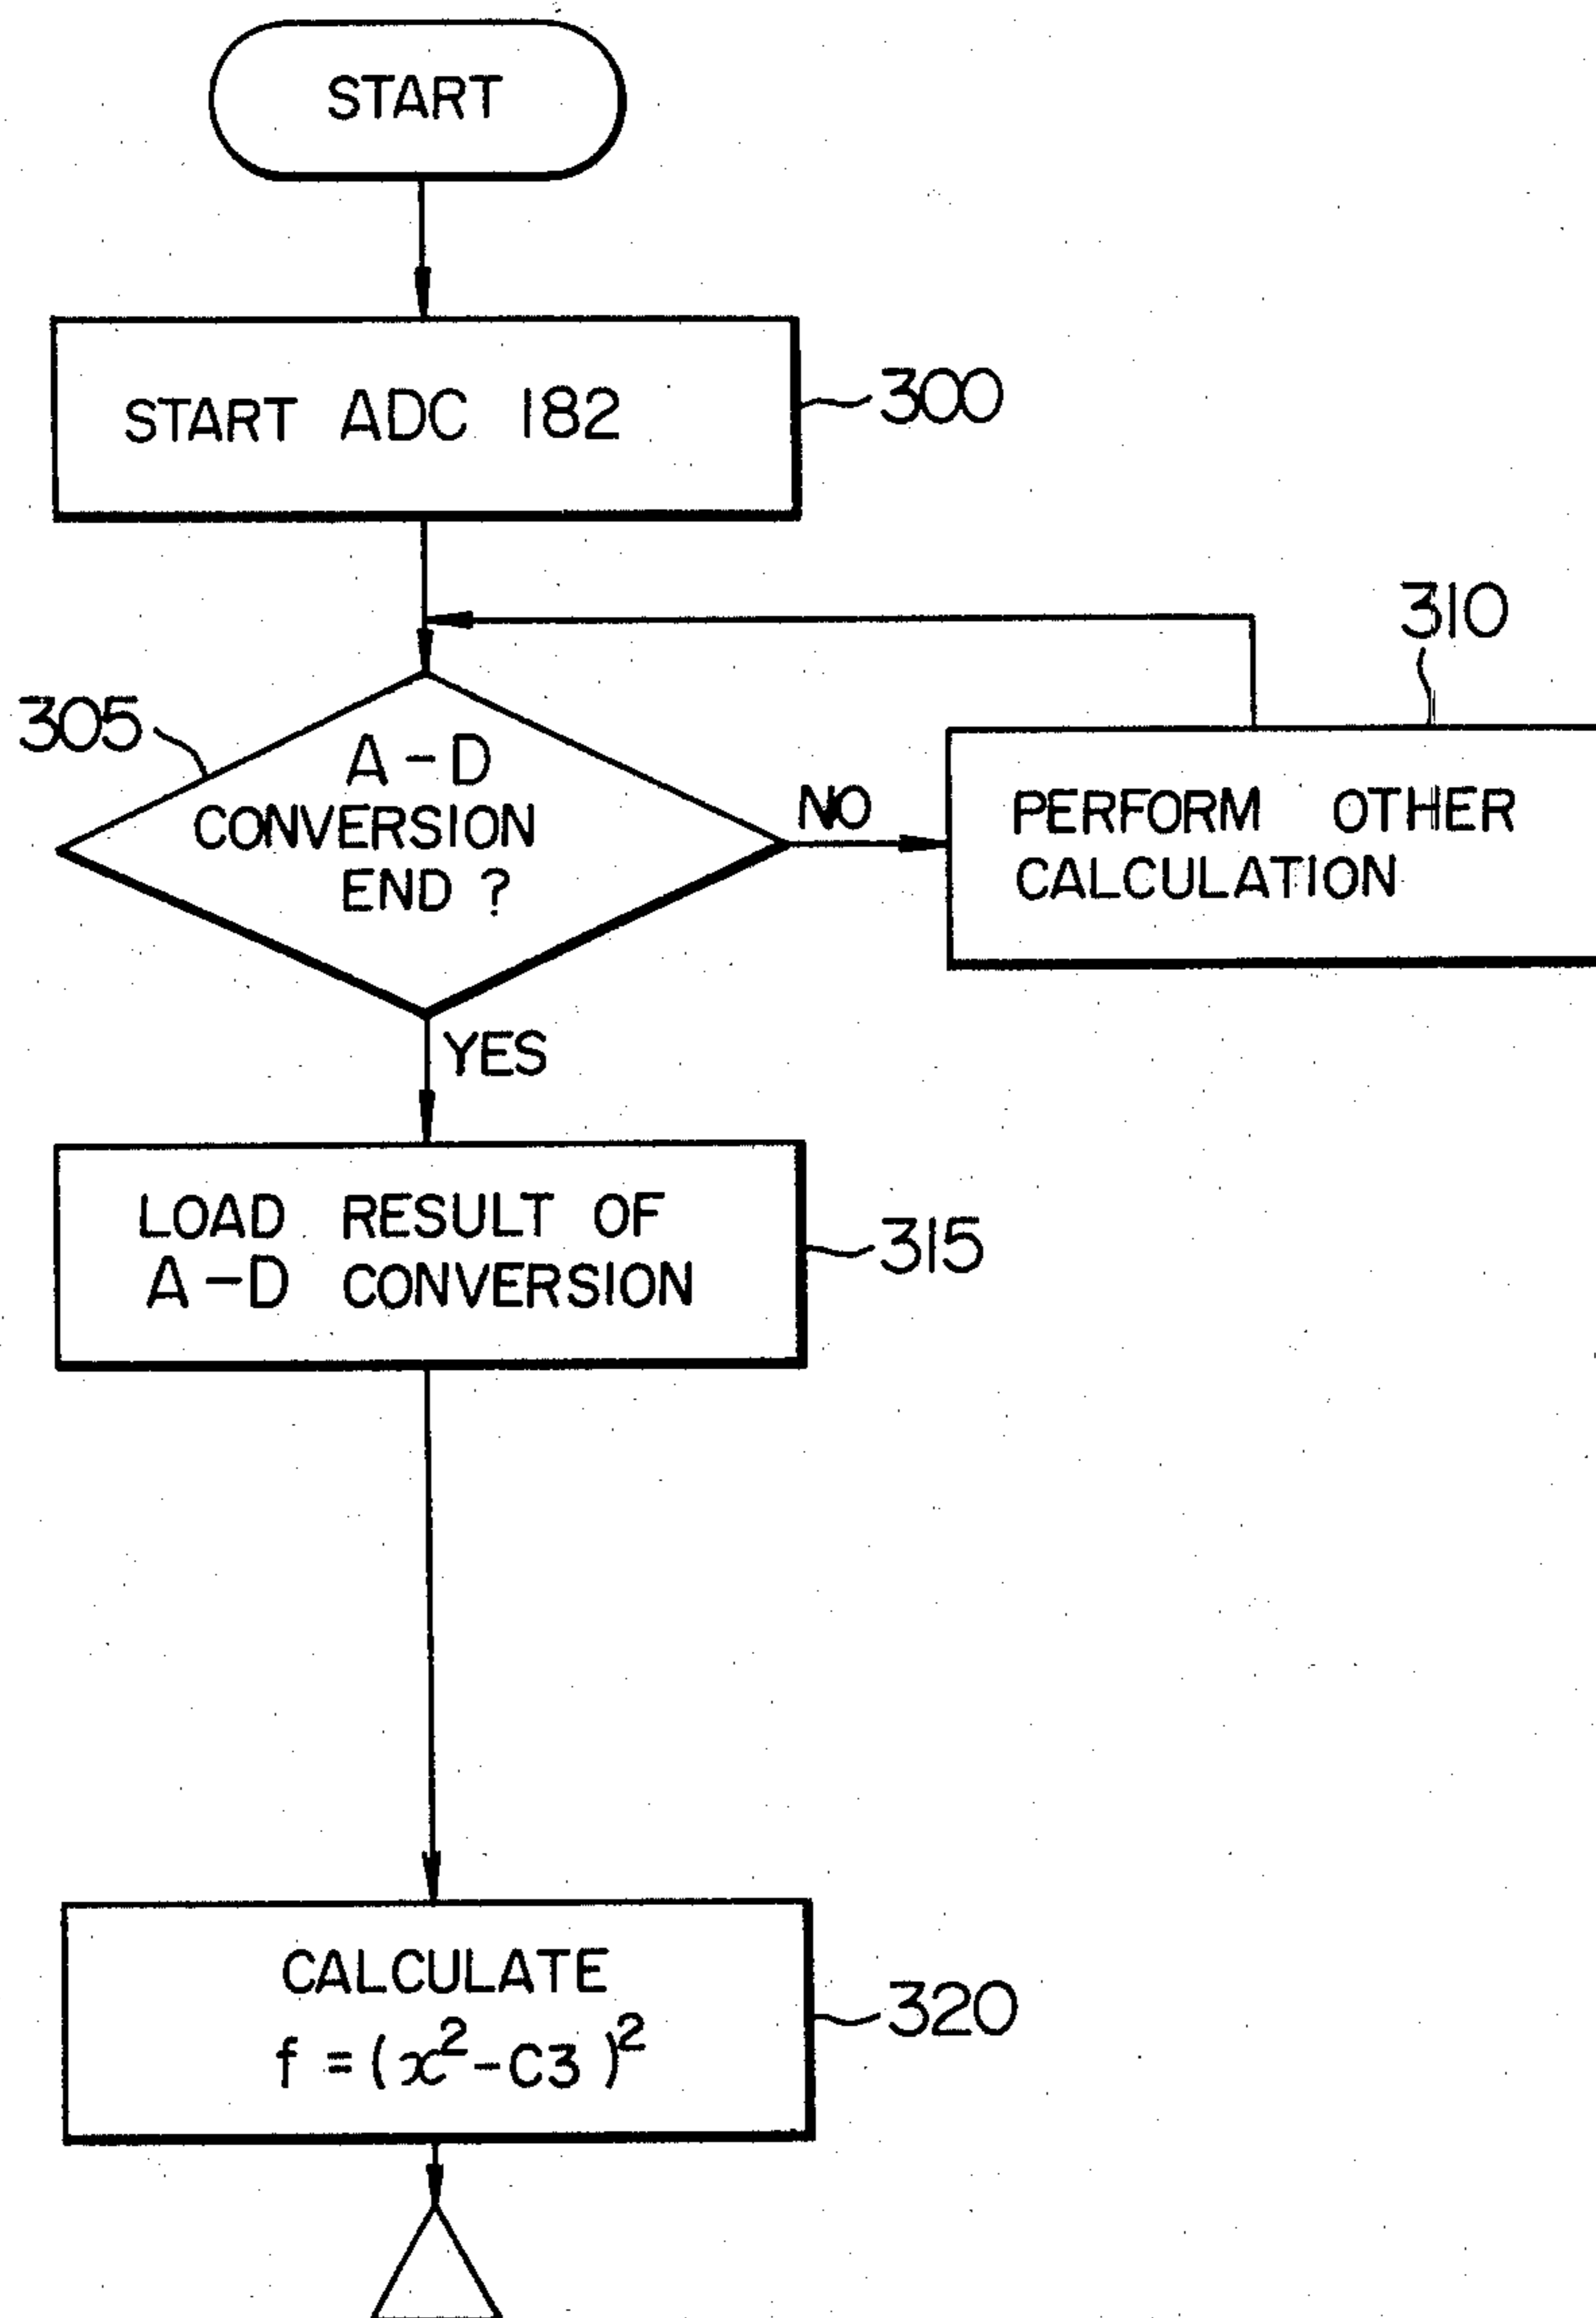 START
START ADC 182
300
310
305
A-D
CONVERSION
END ?
NO
PERFORM OTHER
CALCULATION
YES
LOAD RESULT OF
A-D CONVERSION
315
CALCULATE
f = (x²-C3)²
320